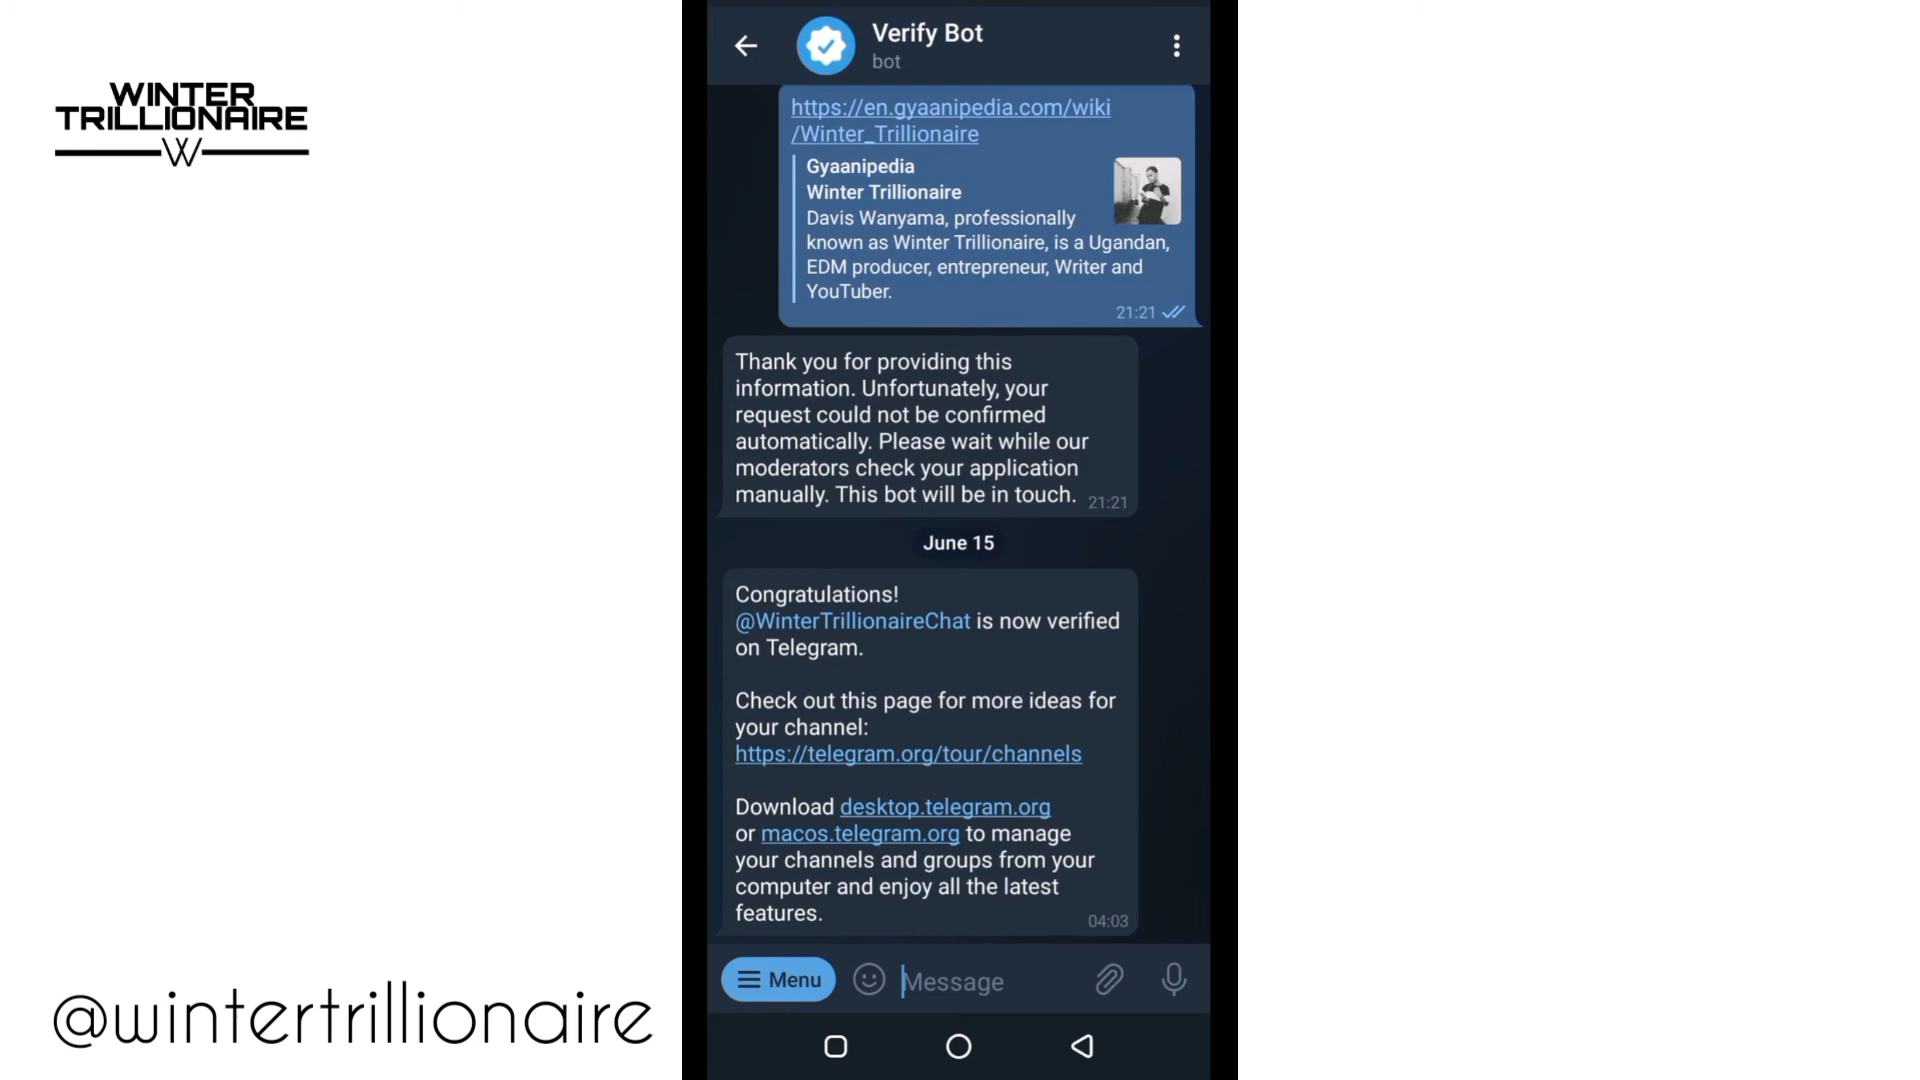 WINTER
TRILLIONAIRE
W
@wintertrillionaire
Verify Bot
bot
https://en.gyaanipedia.com/wiki
/Winter_Trillionaire
Gyaanipedia
Winter Trillionaire
Davis Wanyama, professionally
known as Winter Trillionaire, is a Ugandan,
EDM producer, entrepreneur, Writer and
YouTuber.
21:21
Thank you for providing this
information. Unfortunately, your
request could not be confirmed
automatically. Please wait while our
moderators check your application
manually. This bot will be in touch.
21:21
June 15
Congratulations!
@WinterTrillionaireChat is now verified
on Telegram.
Check out this page for more ideas for
your channel:
https://telegram.org/tour/channels
Download desktop.telegram.org
or macos.telegram.org to manage
your channels and groups from your
computer and enjoy all the latest
features.
04:03
Menu
Message